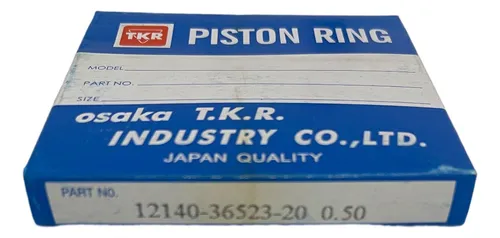 TKR PISTON RING
MODEL
PART NO.
SIZE
osaka T.K.R.
INDUSTRY CO.,LTD.
JAPAN QUALITY
PART NO. 12140-36523-20 0.50